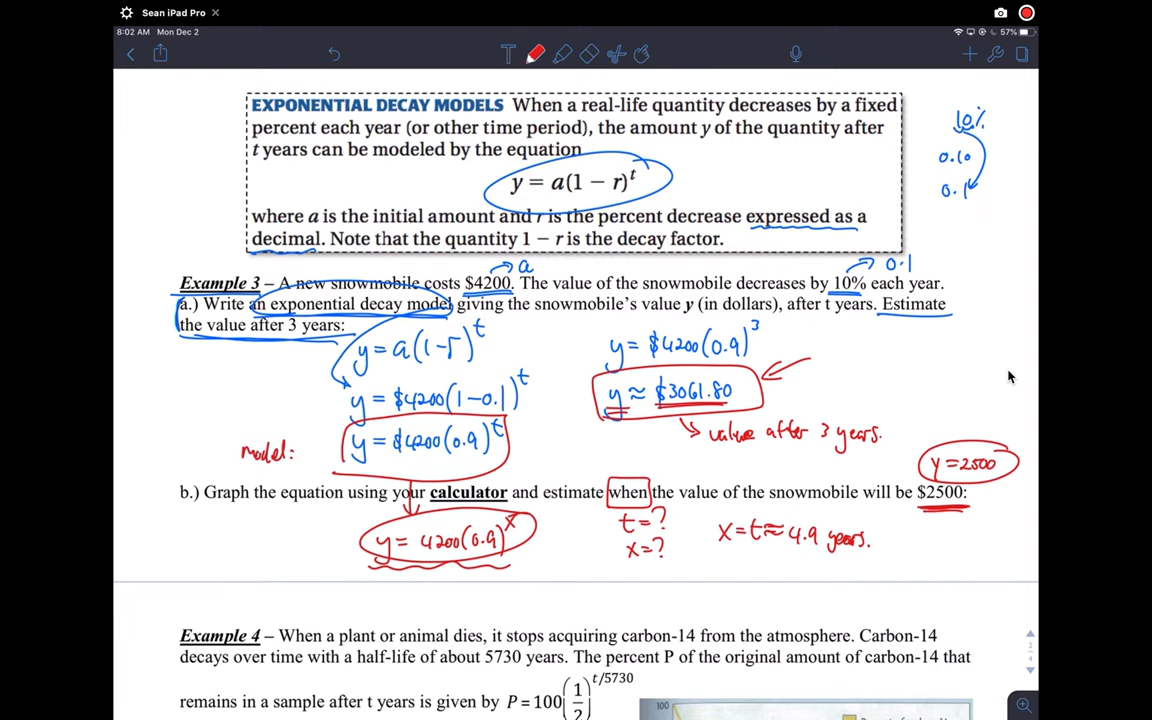 Sean iPad Pro ×
8:02 AM Mon Dec 2
57%
EXPONENTIAL DECAY MODELS When a real-life quantity decreases by a fixed
percent each year (or other time period), the amount y of the quantity after
t years can be modeled by the equation
y = a(1 − r)^t
where a is the initial amount and r is the percent decrease expressed as a
decimal. Note that the quantity 1 − r is the decay factor.
10%
0.10
0.1
a
0.1
Example 3 – A new snowmobile costs $4200. The value of the snowmobile decreases by 10% each year.
a.) Write an exponential decay model giving the snowmobile's value y (in dollars), after t years. Estimate
the value after 3 years:
y = a(1-r)^t
y = $4200(1-0.1)^t
model: y = $4200(0.9)^t
y = $4200(0.9)^3
y ≈ $3061.80
value after 3 years.
y = 2500
b.) Graph the equation using your calculator and estimate when the value of the snowmobile will be $2500:
y = 4200(0.9)^x
t = ?
x = ?
x = t ≈ 4.9 years.
Example 4 – When a plant or animal dies, it stops acquiring carbon-14 from the atmosphere. Carbon-14
decays over time with a half-life of about 5730 years. The percent P of the original amount of carbon-14 that
remains in a sample after t years is given by P = 100(1/2)^t/5730
100